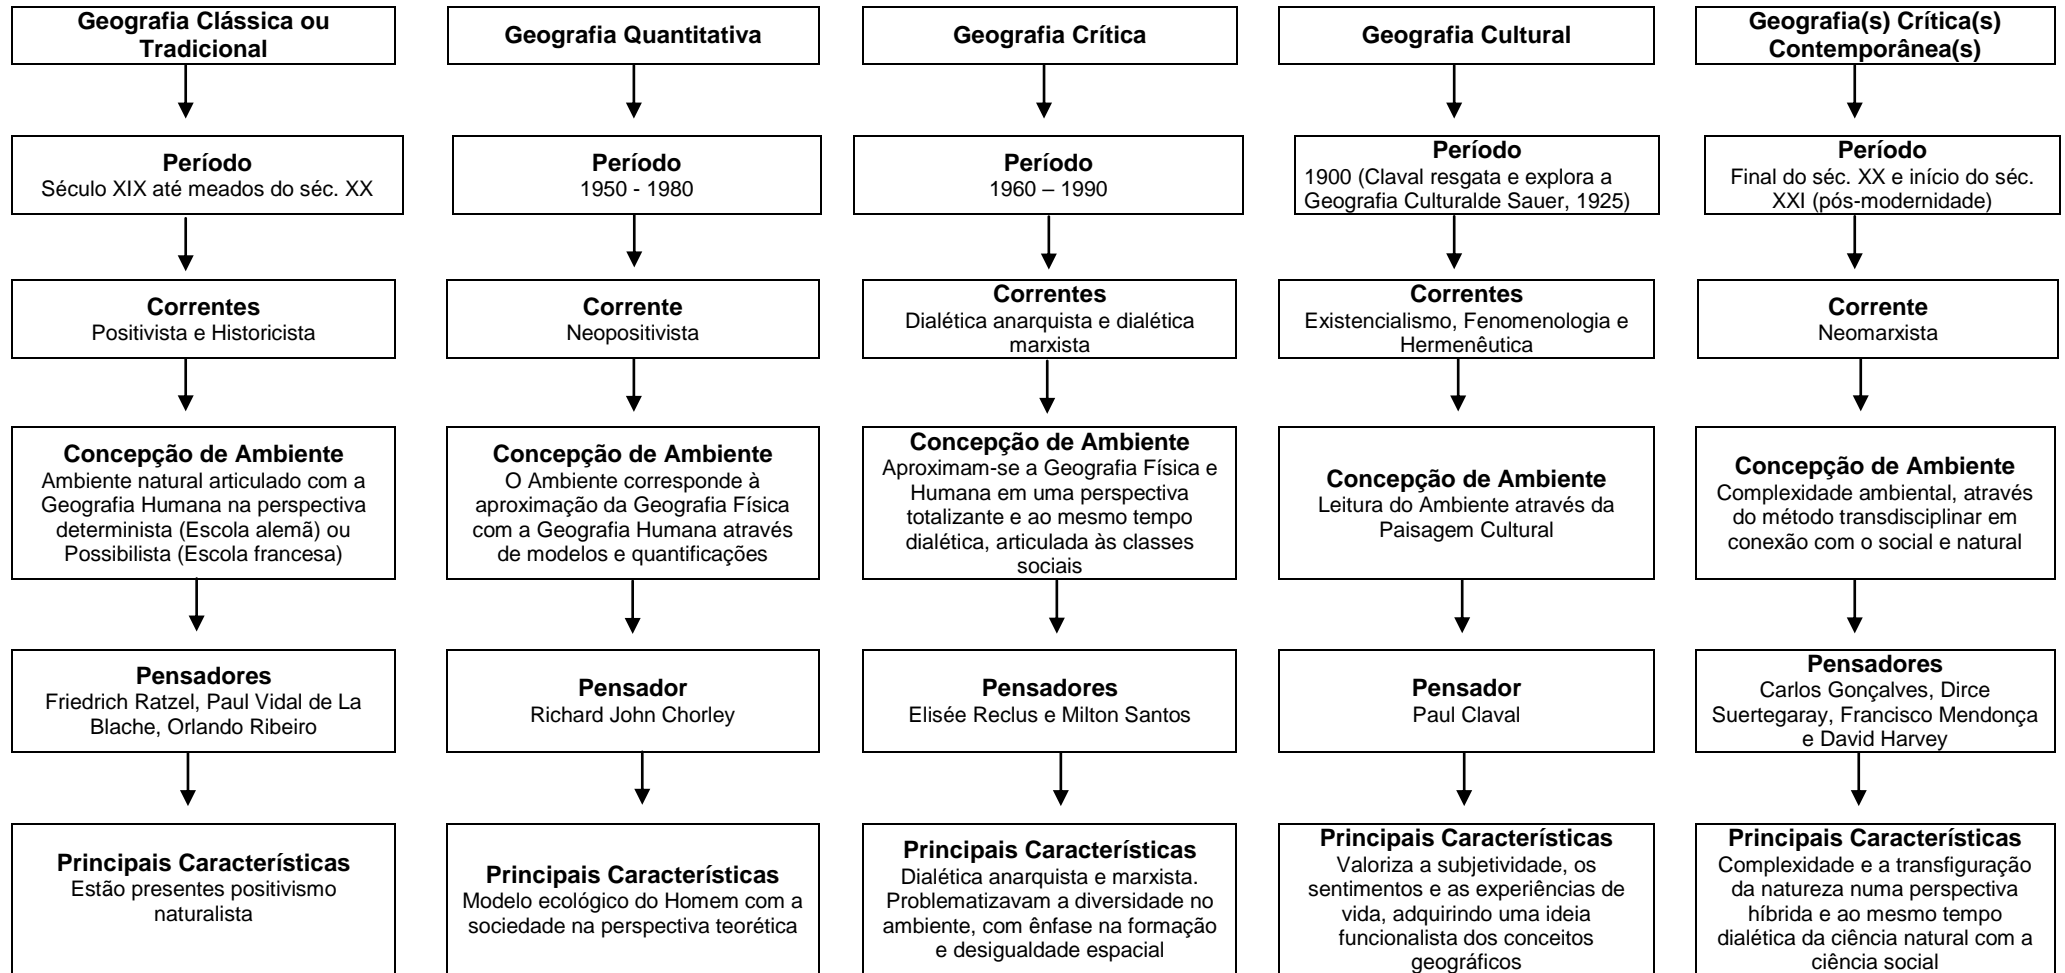 Geografia Clássica ou
Tradicional
Período
Século XIX até meados do séc. XX
Correntes
Positivista e Historicista
Concepção de Ambiente
Ambiente natural articulado com a
Geografia Humana na perspectiva
determinista (Escola alemã) ou
Possibilista (Escola francesa)
Pensadores
Friedrich Ratzel, Paul Vidal de La
Blache, Orlando Ribeiro
Principais Características
Estão presentes positivismo
naturalista
Geografia Quantitativa
Período
1950 - 1980
Corrente
Neopositivista
Concepção de Ambiente
O Ambiente corresponde à
aproximação da Geografia Física
com a Geografia Humana através
de modelos e quantificações
Pensador
Richard John Chorley
Principais Características
Modelo ecológico do Homem com a
sociedade na perspectiva teorética
Geografia Crítica
Período
1960 – 1990
Correntes
Dialética anarquista e dialética
marxista
Concepção de Ambiente
Aproximam-se a Geografia Física e
Humana em uma perspectiva
totalizante e ao mesmo tempo
dialética, articulada às classes
sociais
Pensadores
Elisée Reclus e Milton Santos
Principais Características
Dialética anarquista e marxista.
Problematizavam a diversidade no
ambiente, com ênfase na formação
e desigualdade espacial
Geografia Cultural
Período
1900 (Claval resgata e explora a
Geografia Culturalde Sauer, 1925)
Correntes
Existencialismo, Fenomenologia e
Hermenêutica
Concepção de Ambiente
Leitura do Ambiente através da
Paisagem Cultural
Pensador
Paul Claval
Principais Características
Valoriza a subjetividade, os
sentimentos e as experiências de
vida, adquirindo uma ideia
funcionalista dos conceitos
geográficos
Geografia(s) Crítica(s)
Contemporânea(s)
Período
Final do séc. XX e início do séc.
XXI (pós-modernidade)
Corrente
Neomarxista
Concepção de Ambiente
Complexidade ambiental, através
do método transdisciplinar em
conexão com o social e natural
Pensadores
Carlos Gonçalves, Dirce
Suertegaray, Francisco Mendonça
e David Harvey
Principais Características
Complexidade e a transfiguração
da natureza numa perspectiva
híbrida e ao mesmo tempo
dialética da ciência natural com a
ciência social